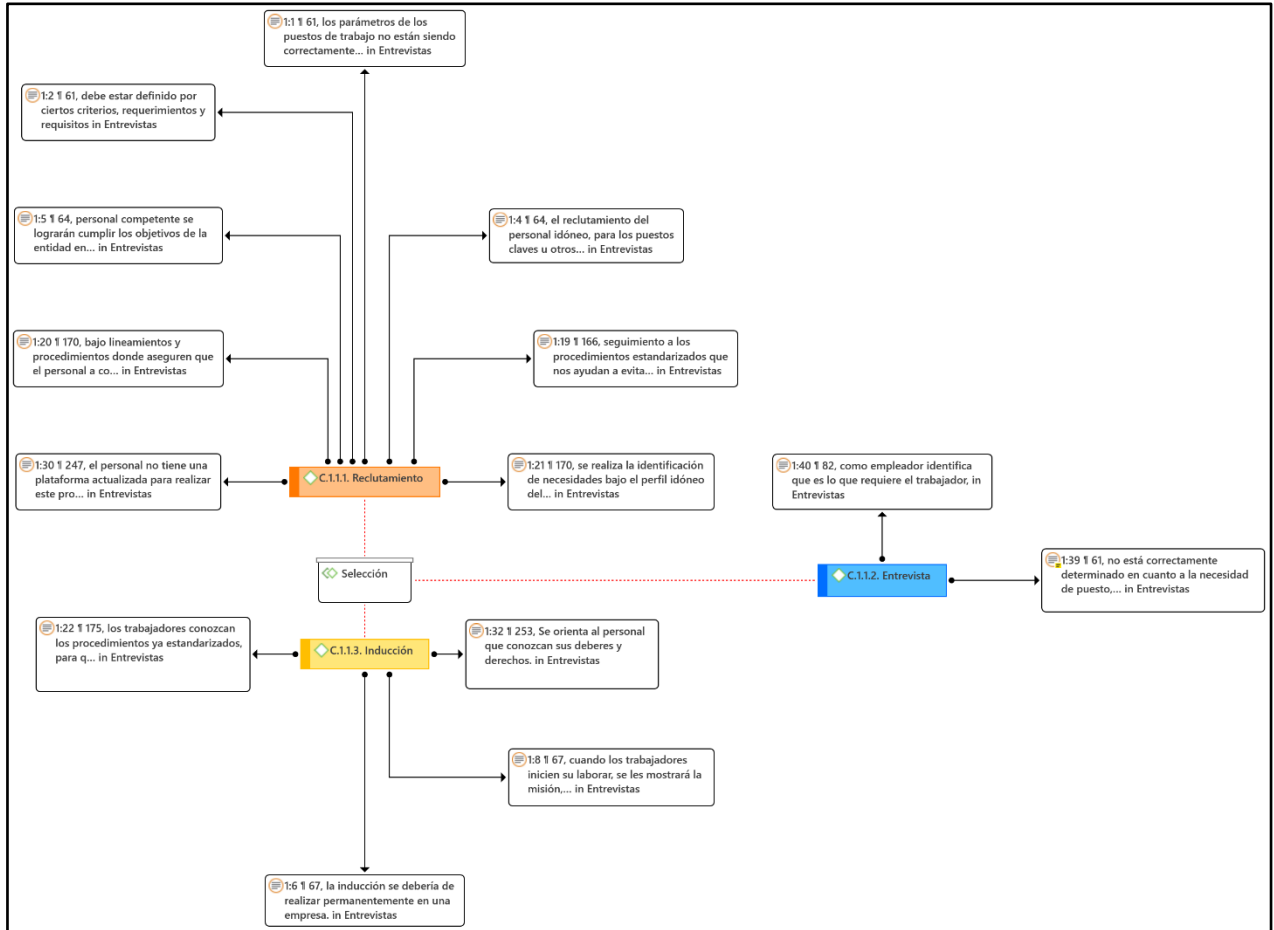 1:1 ¶ 61, los parámetros de los
puestos de trabajo no están siendo
correctamente... in Entrevistas
1:2 ¶ 61, debe estar definido por
ciertos criterios, requerimientos y
requisitos in Entrevistas
1:5 ¶ 64, personal competente se
lograrán cumplir los objetivos de la
entidad en... in Entrevistas
1:4 ¶ 64, el reclutamiento del
personal idóneo, para los puestos
claves u otros... in Entrevistas
1:20 ¶ 170, bajo lineamientos y
procedimientos donde aseguren que
el personal a co... in Entrevistas
1:19 ¶ 166, seguimiento a los
procedimientos estandarizados que
nos ayudan a evita... in Entrevistas
1:30 ¶ 247, el personal no tiene una
plataforma actualizada para realizar
este pro... in Entrevistas
C.1.1.1. Reclutamiento
1:21 ¶ 170, se realiza la identificación
de necesidades bajo el perfil idóneo
del... in Entrevistas
1:40 ¶ 82, como empleador identifica
que es lo que requiere el trabajador, in
Entrevistas
Selección
C.1.1.2. Entrevista
1:39 ¶ 61, no está correctamente
determinado en cuanto a la necesidad
de puesto,... in Entrevistas
1:22 ¶ 175, los trabajadores conozcan
los procedimientos ya estandarizados,
para q... in Entrevistas
C.1.1.3. Inducción
1:32 ¶ 253, Se orienta al personal
que conozcan sus deberes y
derechos. in Entrevistas
1:8 ¶ 67, cuando los trabajadores
inicien su laborar, se les mostrará la
misión,... in Entrevistas
1:6 ¶ 67, la inducción se debería de
realizar permanentemente en una
empresa. in Entrevistas